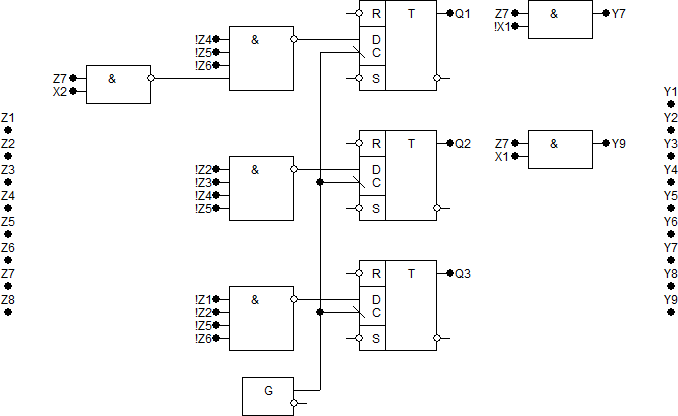 R T Q1 Z7 & Y7
!Z4 & D !X1
!Z5 C
!Z6
Z7 & S
X2
Z1 Y1
Z2 R T Q2 Z7 & Y9 Y2
X1
Z3 !Z2 & D Y3
!Z3 C
Z4 !Z4 Y4
!Z5 S
Z5 Y5
Z6 Y6
Z7 R T Q3 Y7
Z8 !Z1 & D Y8
!Z2 C Y9
!Z5
!Z6 S
G